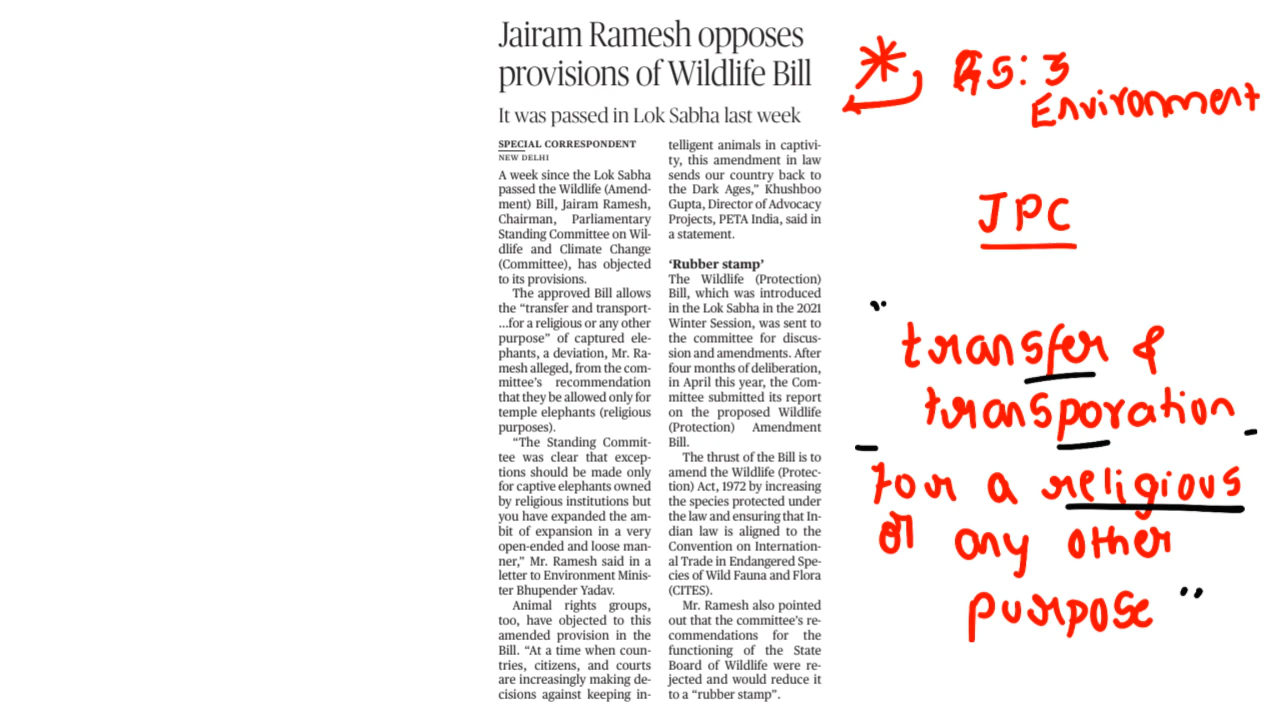 Jairam Ramesh opposes
provisions of Wildlife Bill
It was passed in Lok Sabha last week
SPECIAL CORRESPONDENT
NEW DELHI
A week since the Lok Sabha
passed the Wildlife (Amend-
ment) Bill, Jairam Ramesh,
Chairman, Parliamentary
Standing Committee on Wil-
dlife and Climate Change
(Committee), has objected
to its provisions.
The approved Bill allows
the “transfer and transport-
...for a religious or any other
purpose” of captured ele-
phants, a deviation, Mr. Ra-
mesh alleged, from the com-
mittee’s recommendation
that they be allowed only for
temple elephants (religious
purposes).
“The Standing Commit-
tee was clear that excep-
tions should be made only
for captive elephants owned
by religious institutions but
you have expanded the am-
bit of expansion in a very
open-ended and loose man-
ner,” Mr. Ramesh said in a
letter to Environment Minis-
ter Bhupender Yadav.
Animal rights groups,
too, have objected to this
amended provision in the
Bill. “At a time when coun-
tries, citizens, and courts
are increasingly making de-
cisions against keeping in-
telligent animals in captivi-
ty, this amendment in law
sends our country back to
the Dark Ages,” Khushboo
Gupta, Director of Advocacy
Projects, PETA India, said in
a statement.
‘Rubber stamp’
The Wildlife (Protection)
Bill, which was introduced
in the Lok Sabha in the 2021
Winter Session, was sent to
the committee for discus-
sion and amendments. After
four months of deliberation,
in April this year, the Com-
mittee submitted its report
on the proposed Wildlife
(Protection) Amendment
Bill.
The thrust of the Bill is to
amend the Wildlife (Protec-
tion) Act, 1972 by increasing
the species protected under
the law and ensuring that In-
dian law is aligned to the
Convention on Internation-
al Trade in Endangered Spe-
cies of Wild Fauna and Flora
(CITES).
Mr. Ramesh also pointed
out that the committee’s re-
commendations for the
functioning of the State
Board of Wildlife were re-
jected and would reduce it
to a “rubber stamp”.
GS: 3
Environment
JPC
"transfer &
transporation
for a religious
or any other
purpose"